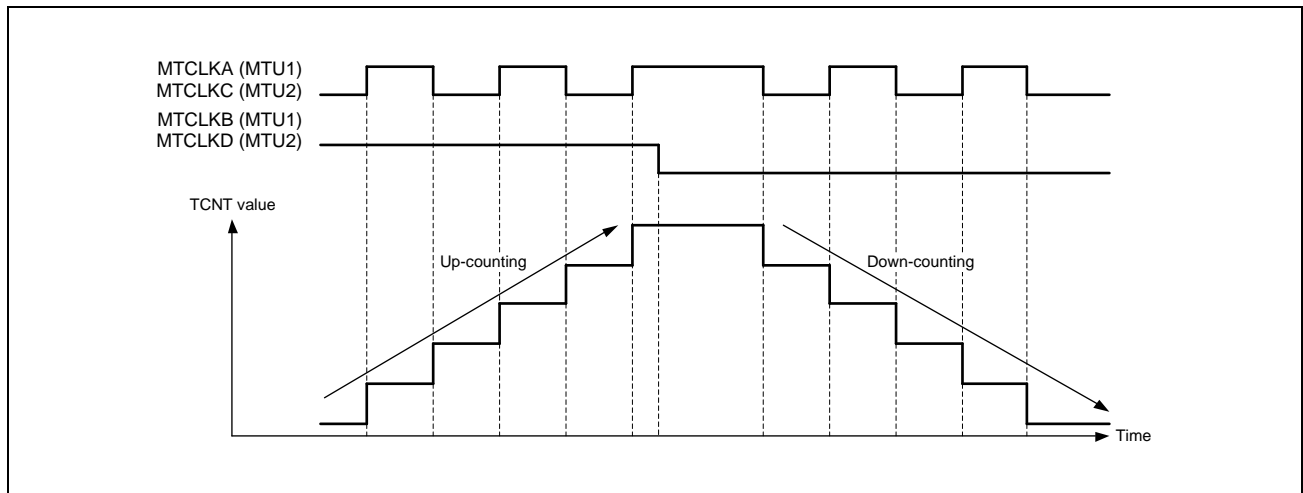 MTCLKA (MTU1)
MTCLKC (MTU2)
MTCLKB (MTU1)
MTCLKD (MTU2)
TCNT value
Up-counting
Down-counting
Time